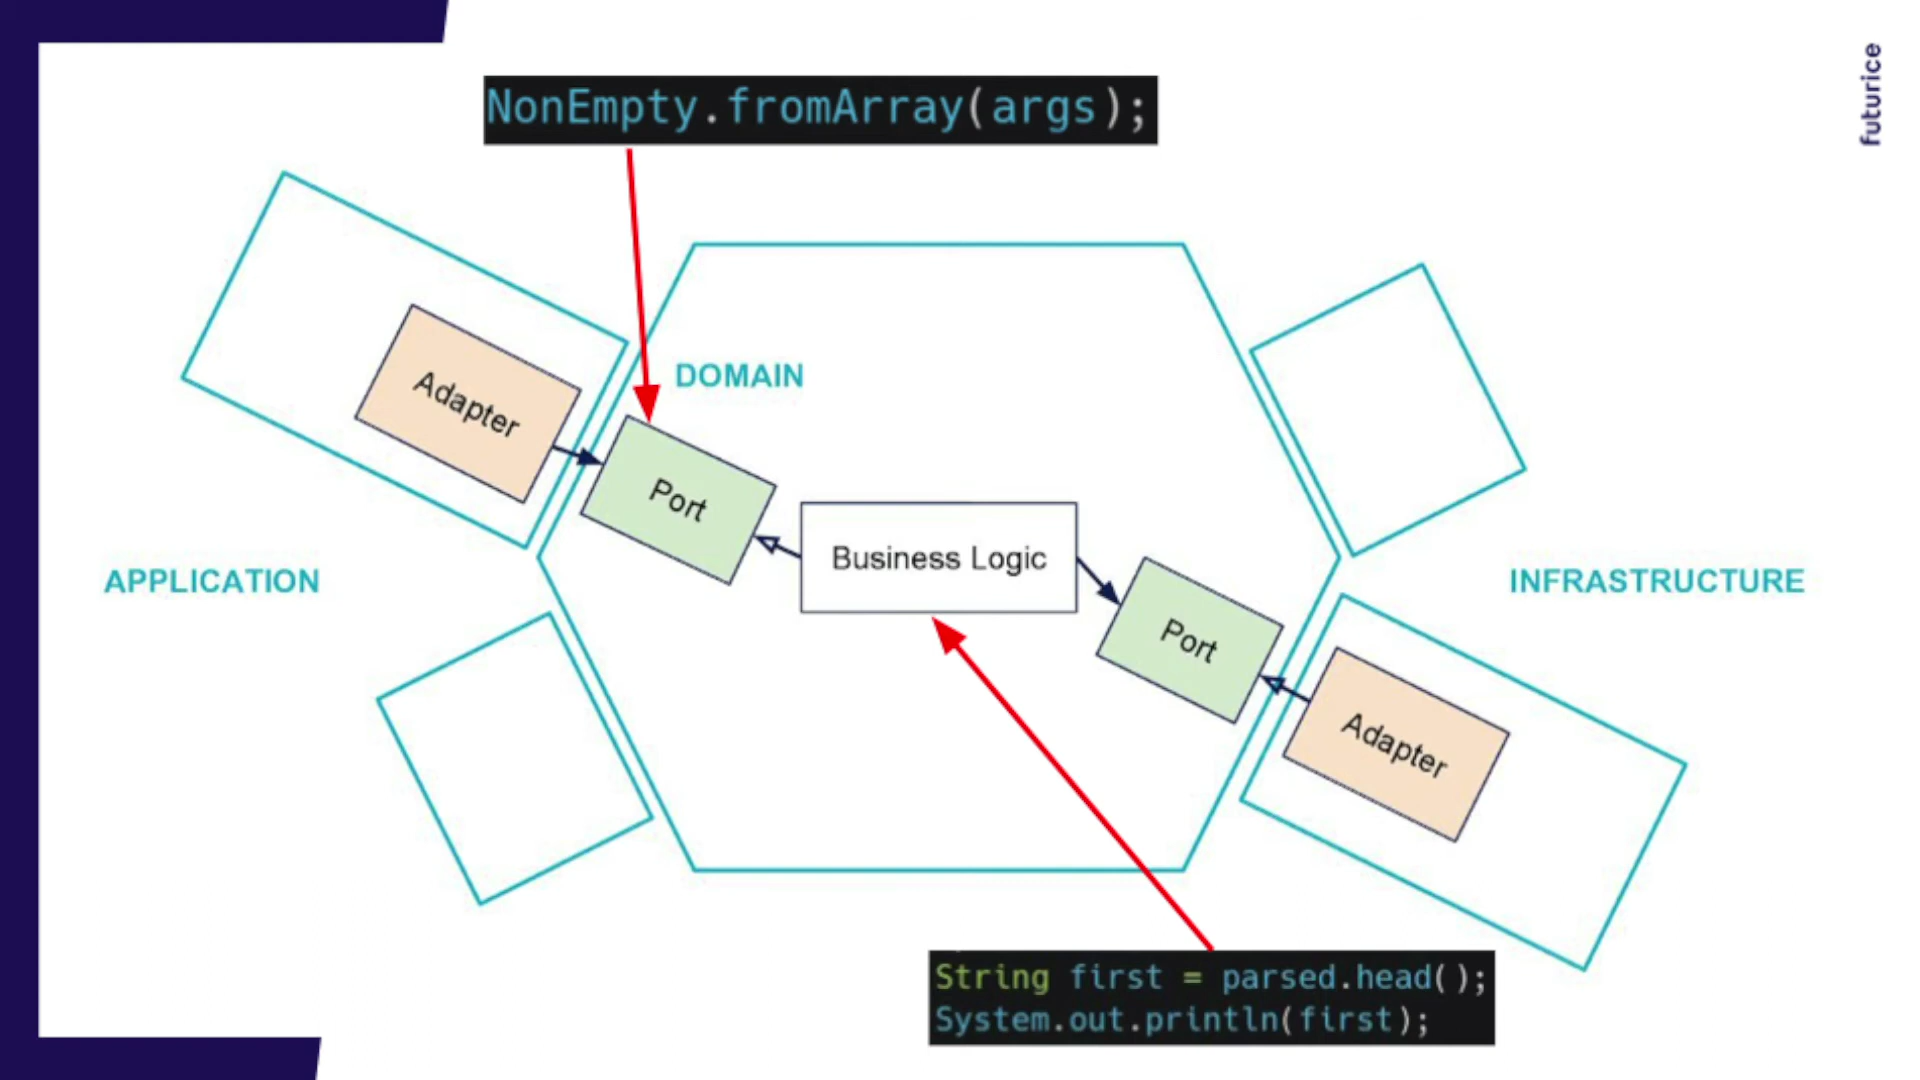 futurice
NonEmpty.fromArray(args);
DOMAIN
Adapter
Port
Business Logic
APPLICATION
INFRASTRUCTURE
Port
Adapter
String first = parsed.head();
System.out.println(first);